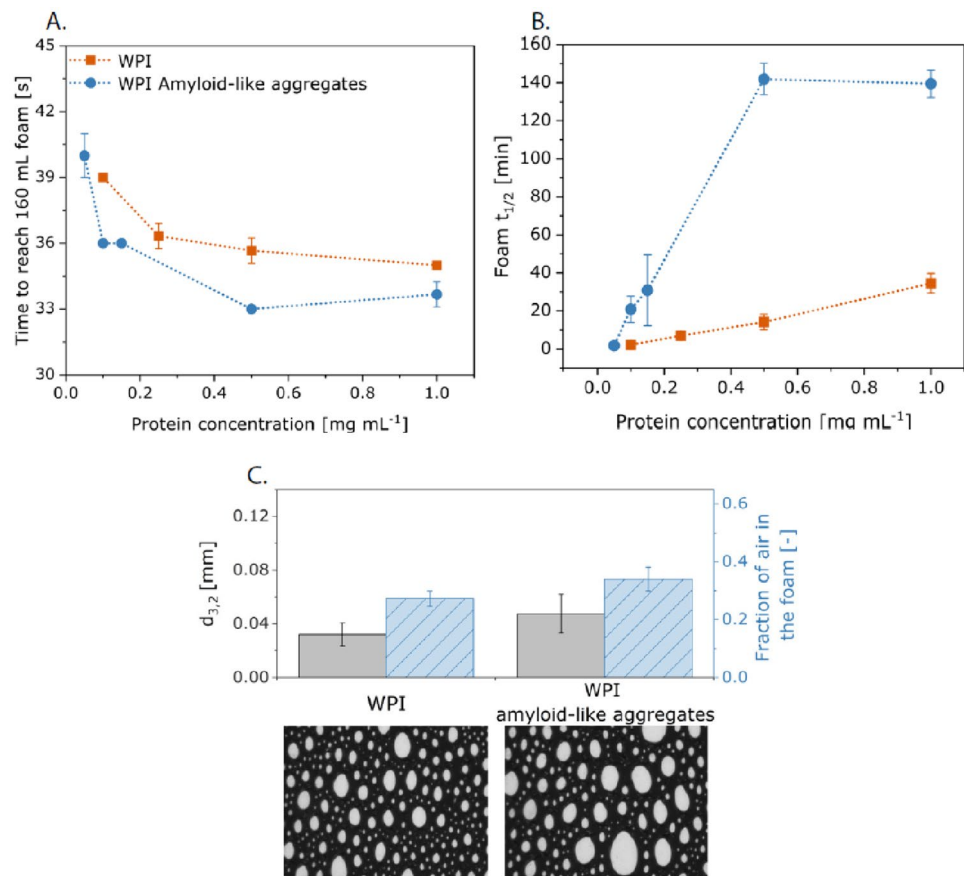 A.
45
42
39
36
33
30
Time to reach 160 mL foam [s]
WPI
WPI Amyloid-like aggregates
0.0 0.2 0.4 0.6 0.8 1.0
Protein concentration [mg mL⁻¹]
B.
160
140
120
100
80
60
40
20
0
Foam t₁/₂ [min]
0.0 0.2 0.4 0.6 0.8 1.0
Protein concentration [mg mL⁻¹]
C.
0.12
0.08
0.04
0.00
d₃,₂ [mm]
0.6
0.4
0.2
0.0
Fraction of air in
the foam [-]
WPI
WPI
amyloid-like aggregates